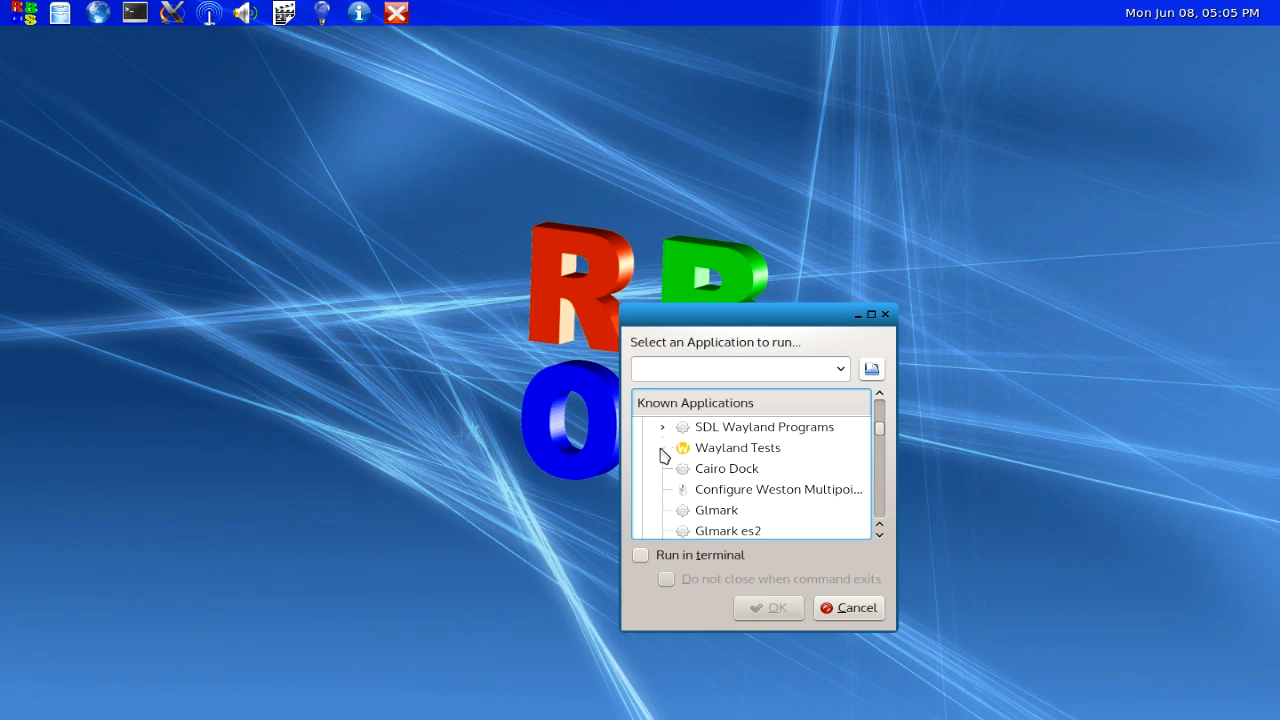 Mon Jun 08, 05:05 PM
R B
O
Select an Application to run...
Known Applications
SDL Wayland Programs
Wayland Tests
Cairo Dock
Configure Weston Multipoi...
Glmark
Glmark es2
Run in terminal
Do not close when command exits
OK Cancel